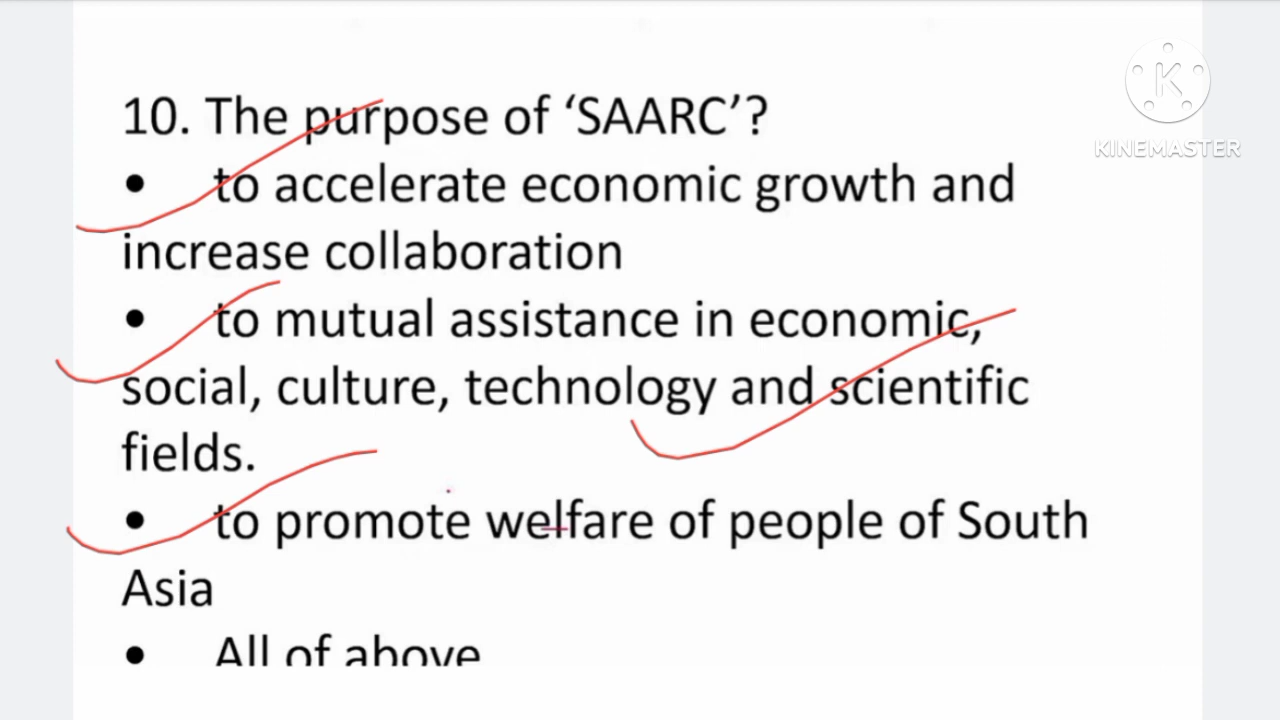 10. The purpose of ‘SAARC’?
• to accelerate economic growth and
increase collaboration
• to mutual assistance in economic,
social, culture, technology and scientific
fields.
• to promote welfare of people of South
Asia
• All of above
K
KINEMASTER